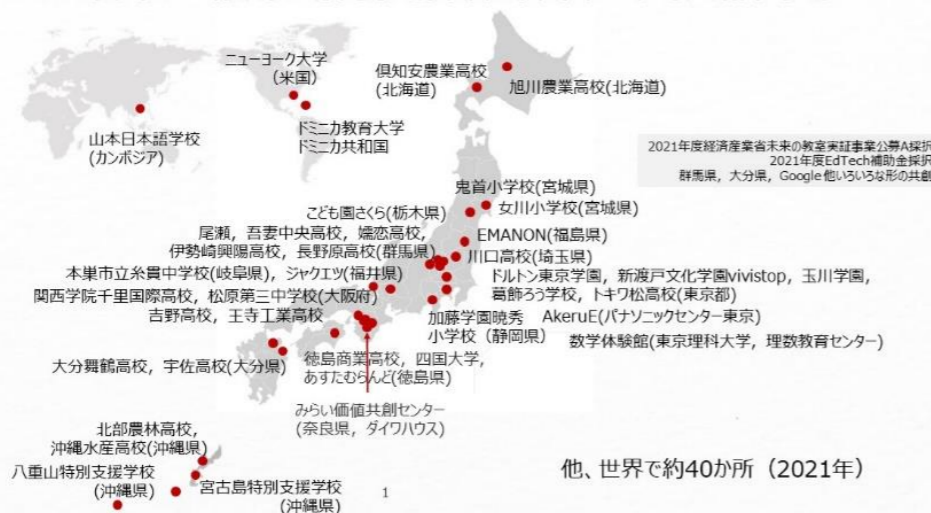 ニューヨーク大学
(米国)
倶知安農業高校
(北海道)
旭川農業高校(北海道)
山本日本語学校
(カンボジア)
ドミニカ教育大学
ドミニカ共和国
2021年度経済産業省未来の教室実証事業公募A採択
2021年度EdTech補助金採択
群馬県，大分県，Google他いろいろな形の共創
鬼首小学校(宮城県)
女川小学校(宮城県)
こども園さくら(栃木県)
尾瀬，吾妻中央高校，嬬恋高校，
伊勢崎興陽高校，長野原高校(群馬県)
EMANON(福島県)
川口高校(埼玉県)
本巣市立糸貫中学校(岐阜県)，ジャクエツ(福井県)
ドルトン東京学園，新渡戸文化学園vivistop，玉川学園，
葛飾ろう学校，トキワ松高校(東京都)
関西学院千里国際高校，松原第三中学校(大阪府)
吉野高校，王寺工業高校
加藤学園暁秀
小学校（静岡県）
AkeruE(パナソニックセンター東京)
数学体験館(東京理科大学，理数教育センター)
大分舞鶴高校，宇佐高校(大分県)
徳島商業高校，四国大学，
あすたむらんど(徳島県)
みらい価値共創センター
(奈良県，ダイワハウス)
北部農林高校，
沖縄水産高校(沖縄県)
八重山特別支援学校
(沖縄県)
宮古島特別支援学校
(沖縄県)
他、世界で約40か所（2021年）
1